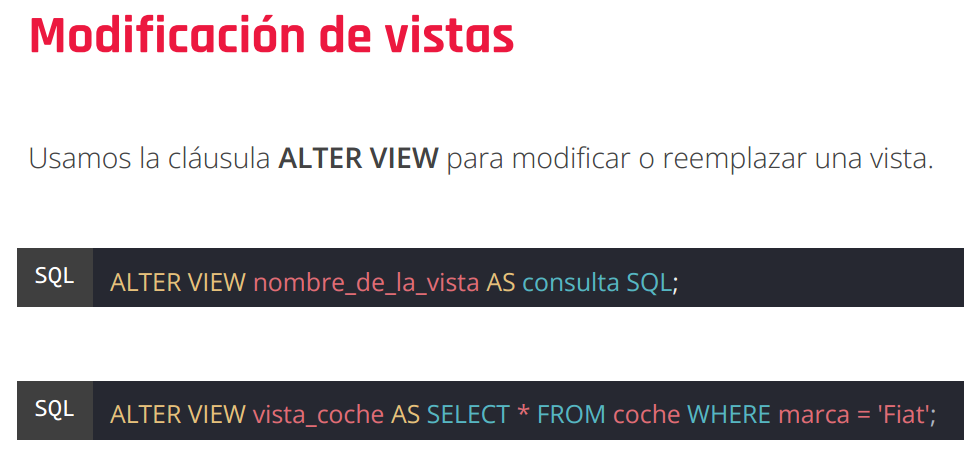 Modificación de vistas
Usamos la cláusula ALTER VIEW para modificar o reemplazar una vista.
SQL
ALTER VIEW nombre_de_la_vista AS consulta SQL;
SQL
ALTER VIEW vista_coche AS SELECT * FROM coche WHERE marca = 'Fiat';